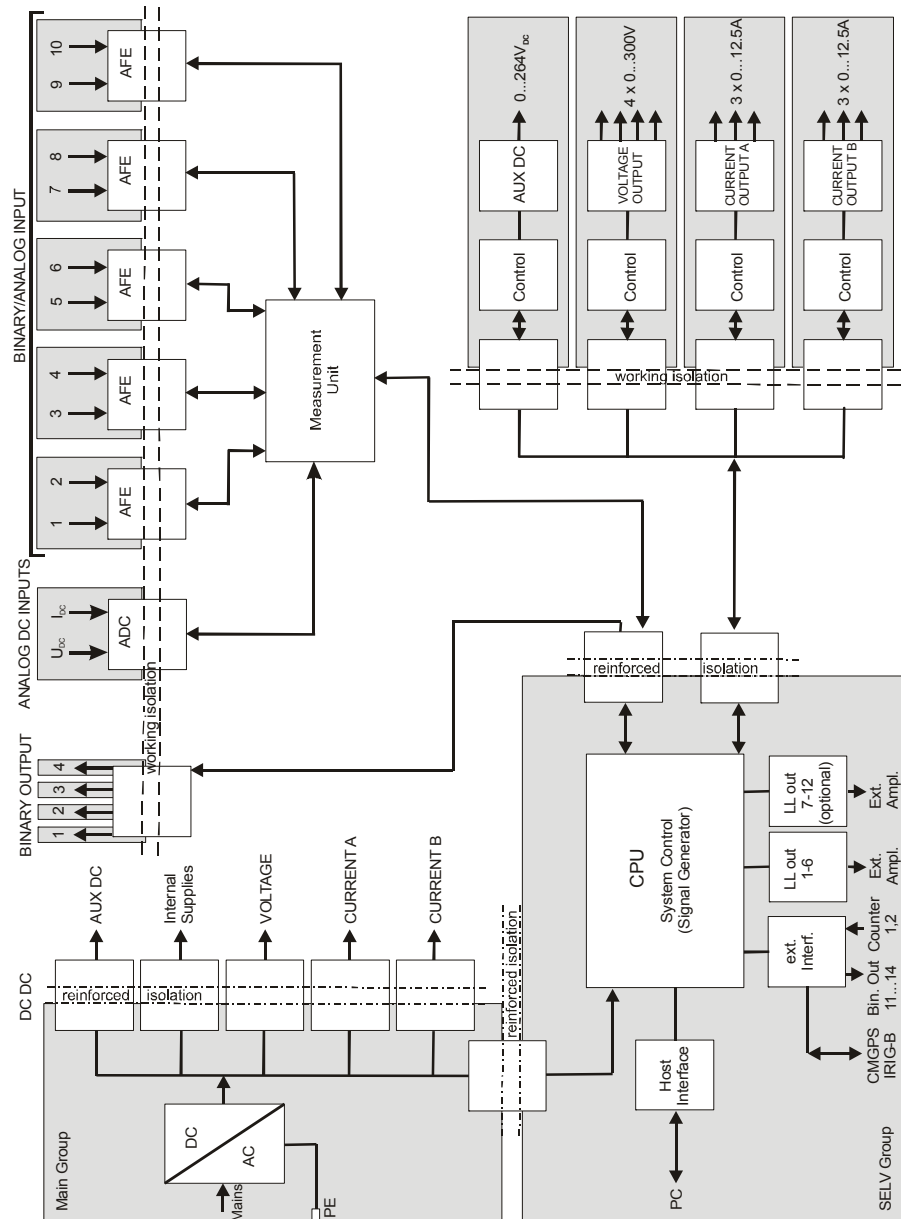 BINARY OUTPUT
1
2
3
4
ANALOG DC INPUTS
U DC
I DC
ADC
BINARY/ANALOG INPUT
1
2
AFE
3
4
AFE
5
6
AFE
7
8
AFE
9
10
AFE
working isolation
Measurement
Unit
DC DC
AUX DC
Internal
Supplies
VOLTAGE
CURRENT A
CURRENT B
reinforced
isolation
Main Group
DC
AC
Mains
PE
reinforced isolation
reinforced
isolation
CPU
System Control
(Signal Generator)
Host
Interface
PC
ext.
Interf.
LL out
1-6
LL out
7-12
(optional)
CMGPS
IRIG-B
Bin. Out
11...14
Counter
1,2
Ext.
Ampl.
Ext.
Ampl.
SELV Group
working isolation
Control
AUX DC
0...264V DC
Control
VOLTAGE
OUTPUT
4 x 0...300V
Control
CURRENT
OUTPUT A
3 x 0...12.5A
Control
CURRENT
OUTPUT B
3 x 0...12.5A